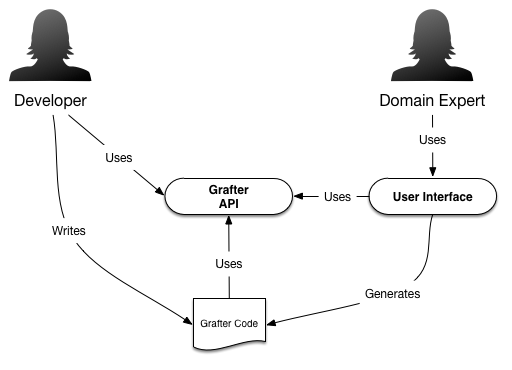 Developer
Domain Expert
Uses
Uses
Grafter
API
Uses
User Interface
Writes
Uses
Generates
Grafter Code